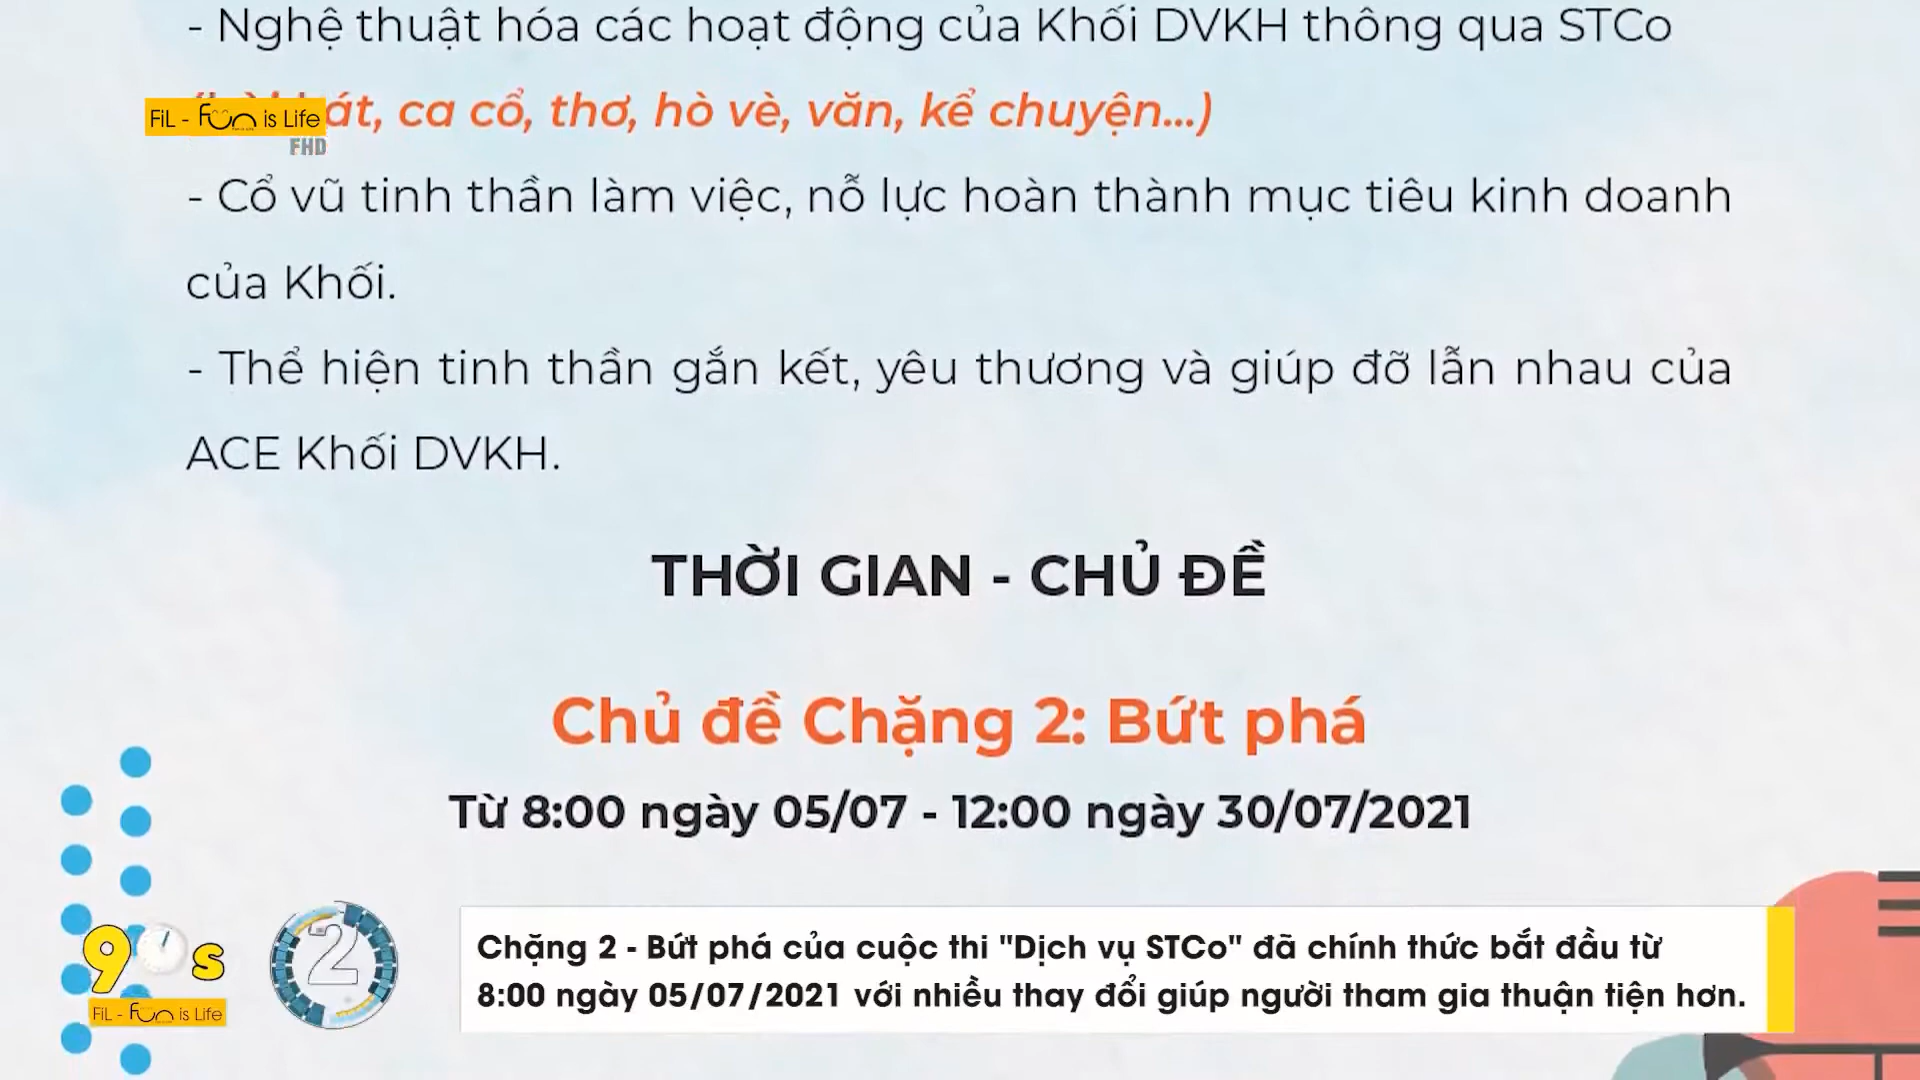 - Nghệ thuật hóa các hoạt động của Khối DVKH thông qua STCo
át, ca cổ, thơ, hò vè, văn, kể chuyện...)
FiL - Fun is Life
FHD
- Cổ vũ tinh thần làm việc, nỗ lực hoàn thành mục tiêu kinh doanh
của Khối.
- Thể hiện tinh thần gắn kết, yêu thương và giúp đỡ lẫn nhau của
ACE Khối DVKH.
THỜI GIAN - CHỦ ĐỀ
Chủ đề Chặng 2: Bứt phá
Từ 8:00 ngày 05/07 - 12:00 ngày 30/07/2021
90s
FiL - Fun is Life
2
Chặng 2 - Bứt phá của cuộc thi "Dịch vụ STCo" đã chính thức bắt đầu từ
8:00 ngày 05/07/2021 với nhiều thay đổi giúp người tham gia thuận tiện hơn.